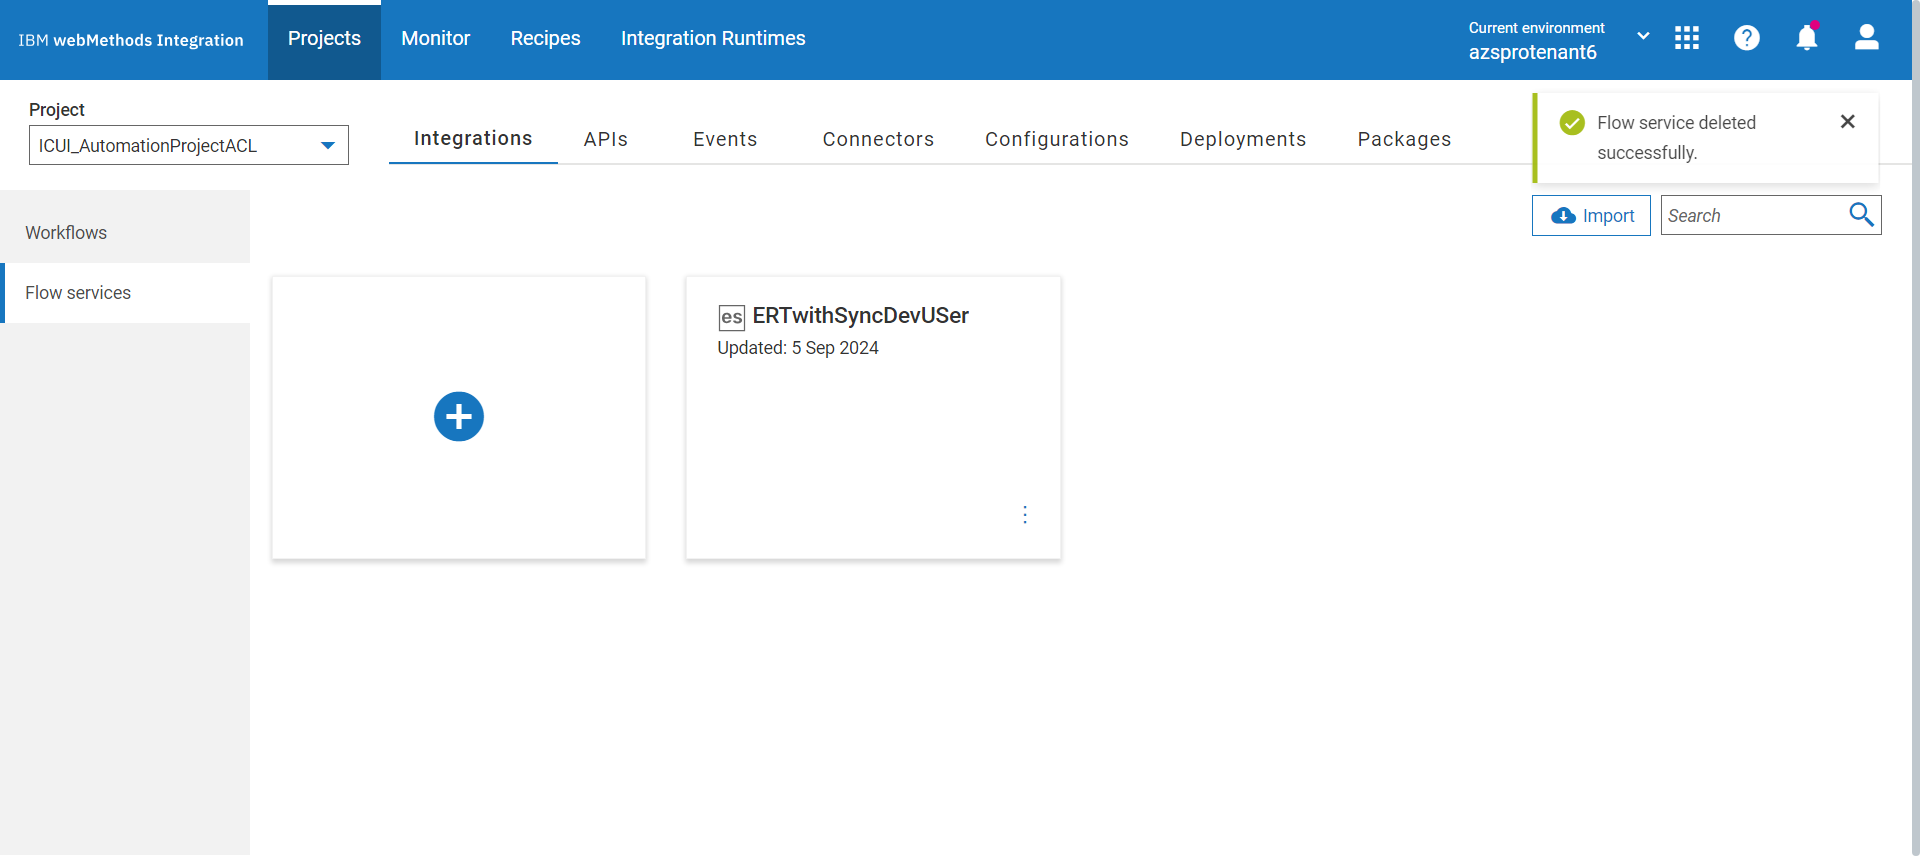 IBM webMethods Integration
Projects
Monitor
Recipes
Integration Runtimes
Current environment
azsprotenant6
Project
ICUI_AutomationProjectACL
Integrations
APIs
Events
Connectors
Configurations
Deployments
Packages
Flow service deleted
successfully.
Import
Search
Workflows
Flow services
es ERTwithSyncDevUSer
Updated: 5 Sep 2024